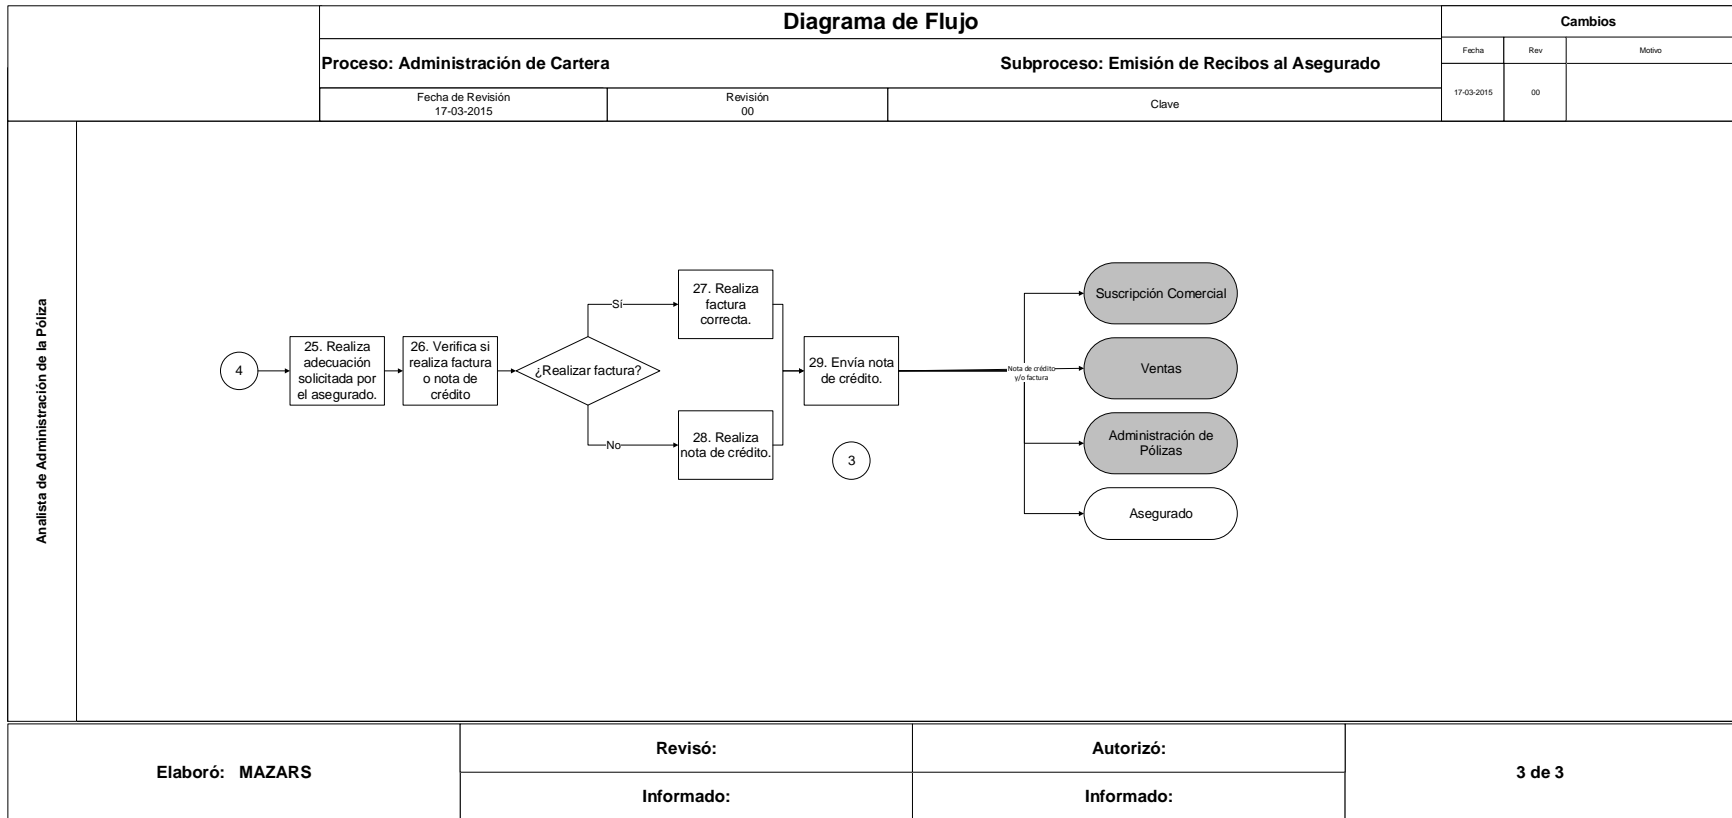 Diagrama de Flujo
Cambios
Proceso: Administración de Cartera
Subproceso: Emisión de Recibos al Asegurado
Fecha
Rev
Motivo
Fecha de Revisión
17-03-2015
Revisión
00
Clave
17-03-2015
00
Analista de Administración de la Póliza
4
25. Realiza
adecuación
solicitada por
el asegurado.
26. Verifica si
realiza factura
o nota de
crédito
¿Realizar factura?
Sí
No
27. Realiza
factura
correcta.
28. Realiza
nota de crédito.
29. Envía nota
de crédito.
3
Nota de crédito
y/o factura
Suscripción Comercial
Ventas
Administración de
Pólizas
Asegurado
Elaboró: MAZARS
Revisó:
Autorizó:
Informado:
Informado:
3 de 3